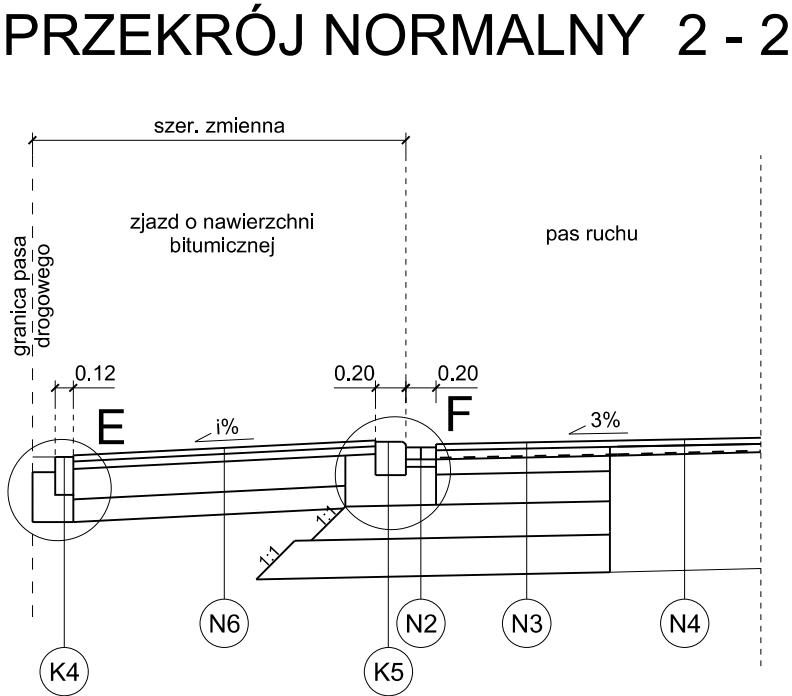 PRZEKRÓJ NORMALNY 2 - 2
szer. zmienna
zjazd o nawierzchni
bitumicznej
pas ruchu
granica pasa
drogowego
0.12
0.20
0.20
E
F
i%
3%
1:1
1:1
N6
N2
N3
N4
K4
K5